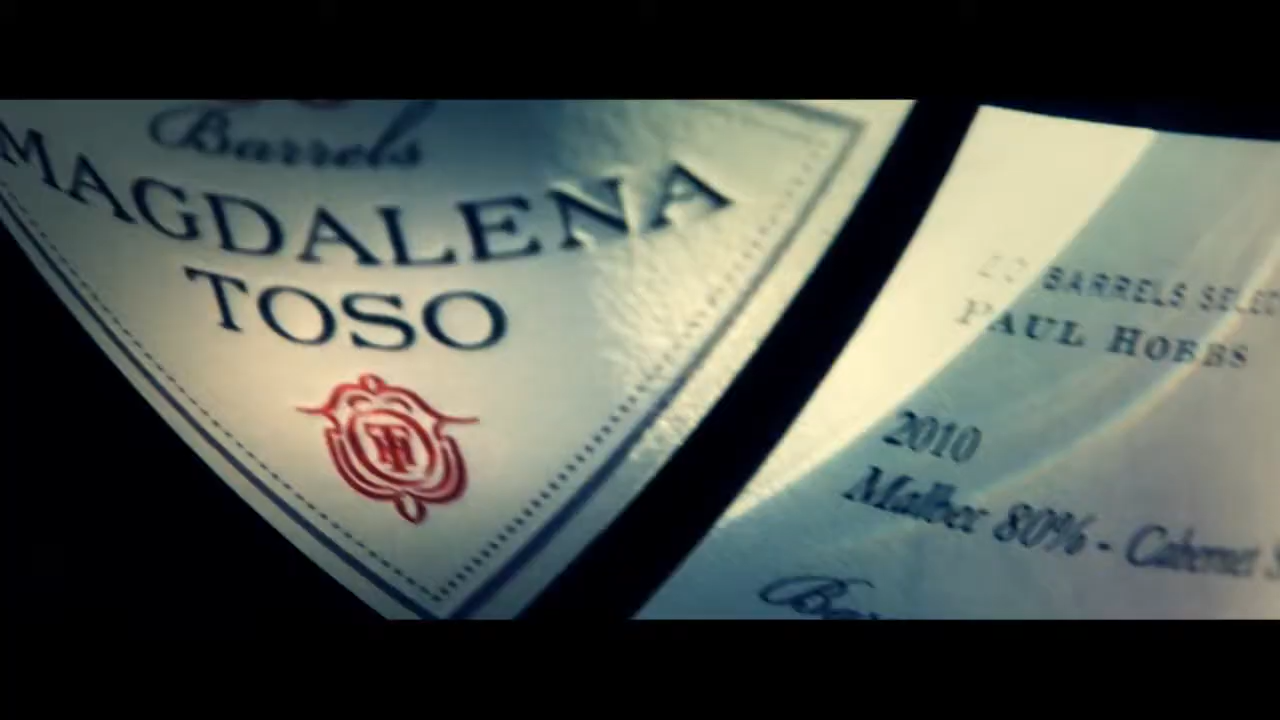 Barrels
MAGDALENA
TOSO
BARRELS SELEC
PAUL HOBBS
2010
Malbec 80% - Cabernet S